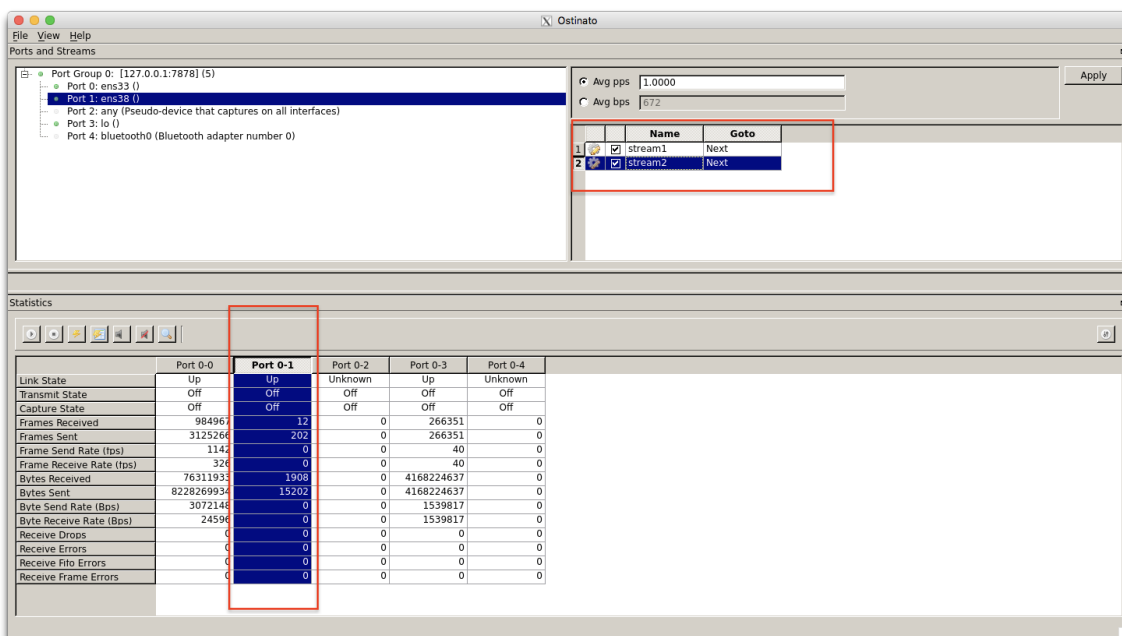 Ostinato
File View Help
Ports and Streams
Port Group 0: [127.0.0.1:7878] (5)
Port 0: ens33 ()
Port 1: ens38 ()
Port 2: any (Pseudo-device that captures on all interfaces)
Port 3: lo ()
Port 4: bluetooth0 (Bluetooth adapter number 0)
Avg pps 1.0000
Avg bps 672
Apply
Name Goto
1 stream1 Next
2 stream2 Next
Statistics
Port 0-0 Port 0-1 Port 0-2 Port 0-3 Port 0-4
Link State Up Up Unknown Up Unknown
Transmit State Off Off Off Off Off
Capture State Off Off Off Off Off
Frames Received 984967 12 0 266351 0
Frames Sent 3125266 202 0 266351 0
Frame Send Rate (fps) 1142 0 0 40 0
Frame Receive Rate (fps) 326 0 0 40 0
Bytes Received 76311933 1908 0 4168224637 0
Bytes Sent 8228269934 15202 0 4168224637 0
Byte Send Rate (Bps) 3072148 0 0 1539817 0
Byte Receive Rate (Bps) 24596 0 0 1539817 0
Receive Drops 0 0 0 0 0
Receive Errors 0 0 0 0 0
Receive Fifo Errors 0 0 0 0 0
Receive Frame Errors 0 0 0 0 0